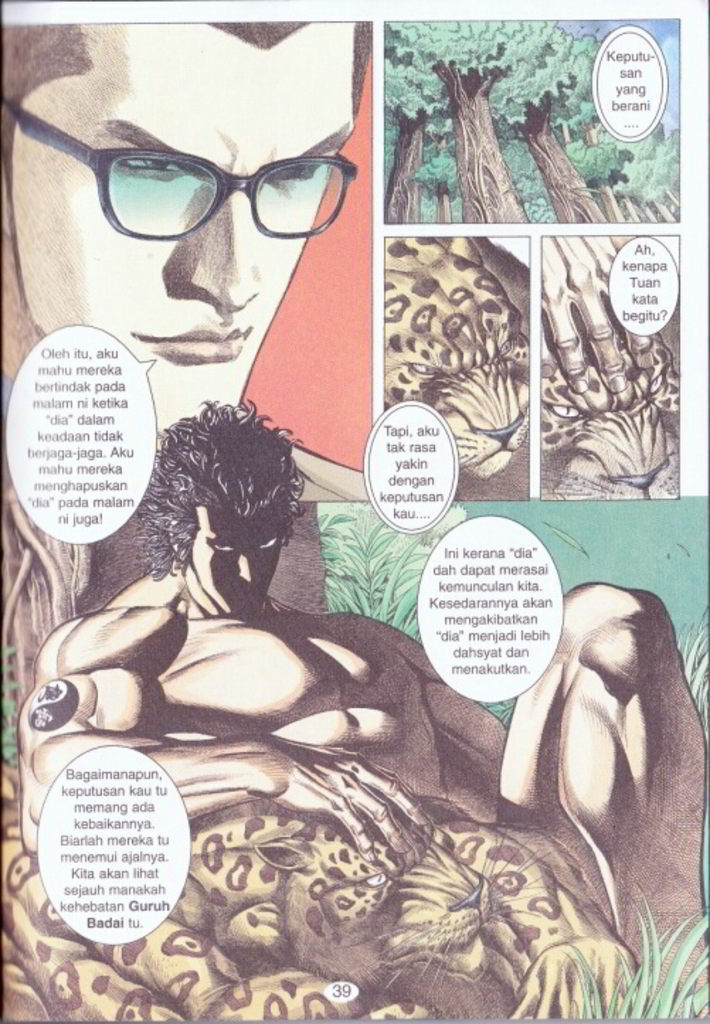 Oleh itu, aku
mahu mereka
bertindak pada
malam ni ketika
"dia" dalam
keadaan tidak
berjaga-jaga. Aku
mahu mereka
menghapuskan
"dia" pada malam
ni juga!
Keputu-
san
yang
berani
....
Tapi, aku
tak rasa
yakin
dengan
keputusan
kau....
Ah,
kenapa
Tuan
kata
begitu?
Ini kerana "dia"
dah dapat merasai
kemunculan kita.
Kesedarannya akan
mengakibatkan
"dia" menjadi lebih
dahsyat dan
menakutkan.
Bagaimanapun,
keputusan kau tu
memang ada
kebaikannya.
Biarlah mereka tu
menemui ajalnya.
Kita akan lihat
sejauh manakah
kehebatan Guruh
Badai tu.
39